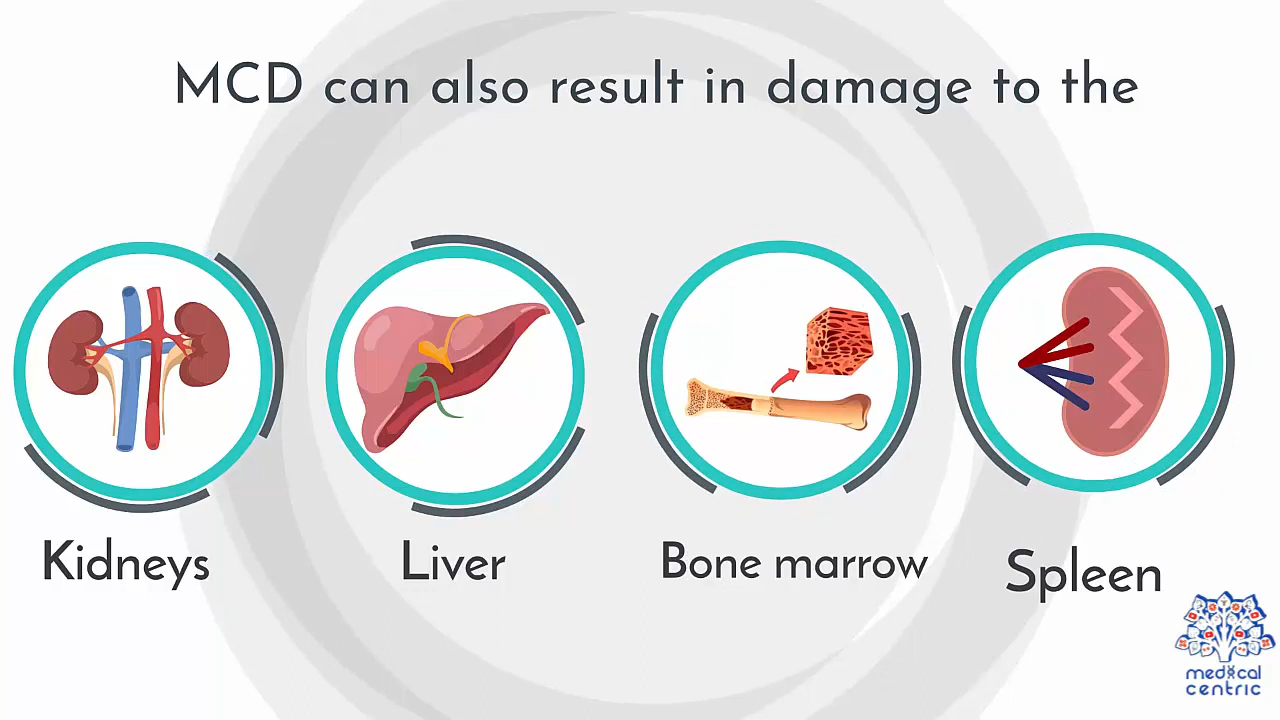 MCD can also result in damage to the
Kidneys
Liver
Bone marrow
Spleen
medical
centric